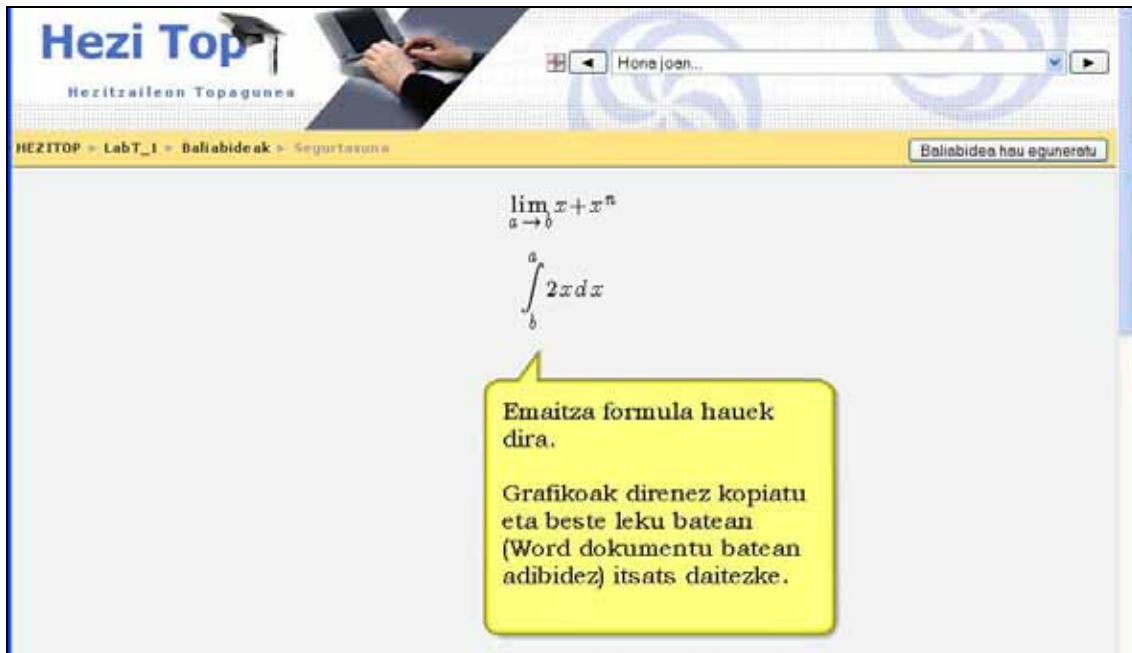 Hezi Top
Hezitzaileon Topagunea
Hona joan...
HEZITOP ► LabT_1 ► Baliabideak ► Segurtasuna
Baliabidea hau eguneratu
lim x+x^n
a→b
a
∫ 2xdx
b
Emaitza formula hauek
dira.
Grafikoak direnez kopiatu
eta beste leku batean
(Word dokumentu batean
adibidez) itsats daitezke.